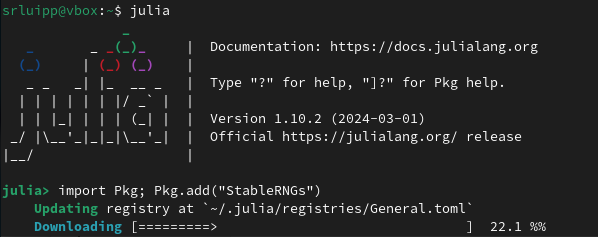 srluipp@vbox:~$ julia
               _
   _       _ _(_)_     |  Documentation: https://docs.julialang.org
  (_)     | (_) (_)    |
   _ _   _| |_  __ _   |  Type "?" for help, "]?" for Pkg help.
  | | | | | | |/ _` |  |
  | | |_| | | | (_| |  |  Version 1.10.2 (2024-03-01)
 _/ |\__'_|_|_|\__'_|  |  Official https://julialang.org/ release
|__/                   |
julia> import Pkg; Pkg.add("StableRNGs")
    Updating registry at `~/.julia/registries/General.toml`
    Downloading [=========>                              ]  22.1 %%